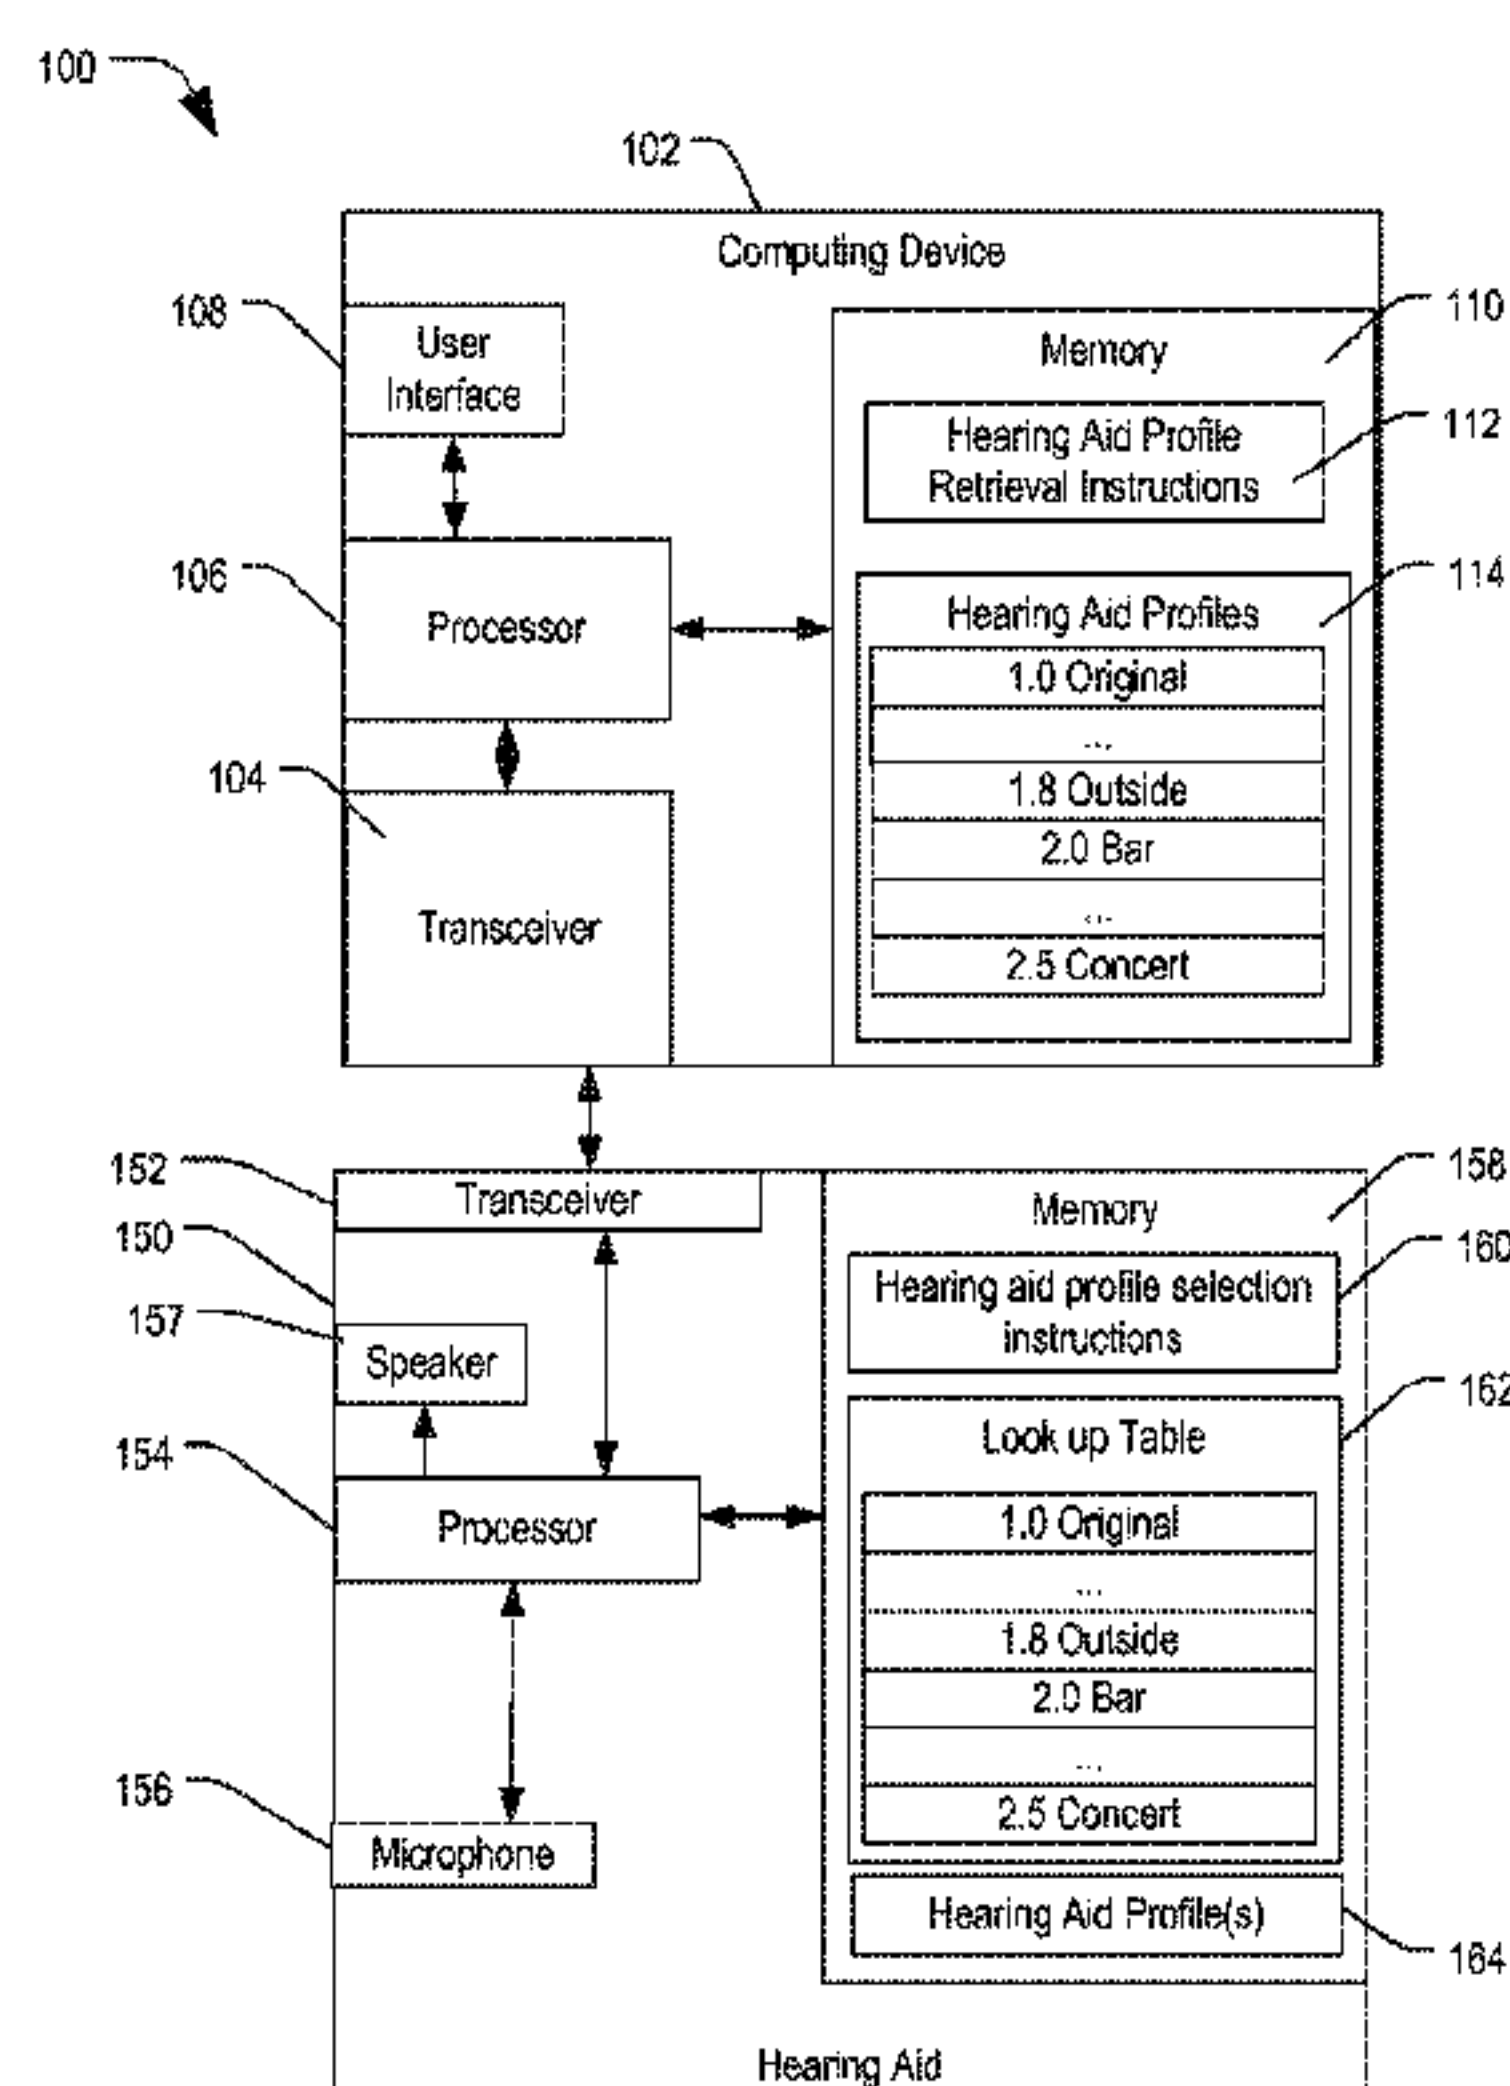 100
102
Computing Device
108
User
Interface
110
Memory
112
Hearing Aid Profile
Retrieval Instructions
106
Processor
114
Hearing Aid Profiles
1.0 Original
...
1.8 Outside
2.0 Bar
...
2.5 Concert
104
Transceiver
152
Transceiver
150
157
Speaker
154
Processor
156
Microphone
158
Memory
160
Hearing aid profile selection
instructions
162
Look up Table
1.0 Original
...
1.8 Outside
2.0 Bar
...
2.5 Concert
Hearing Aid Profile(s)
164
Hearing Aid